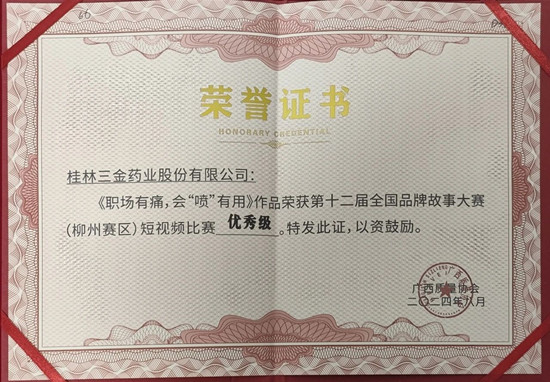 66
荣誉证书
HONORARY CREDENTIAL
桂林三金药业股份有限公司：
《职场有痛，会“喷”有用》作品荣获第十二届全国品牌故事大赛
（柳州赛区）短视频比赛 优秀级 。特发此证，以资鼓励。
广西质量协会
二〇二四年八月